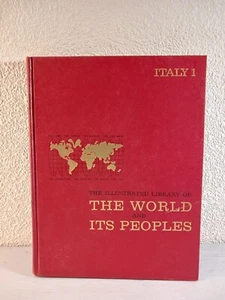 ITALY 1
THE ILLUSTRATED LIBRARY OF
THE WORLD
AND
ITS PEOPLES